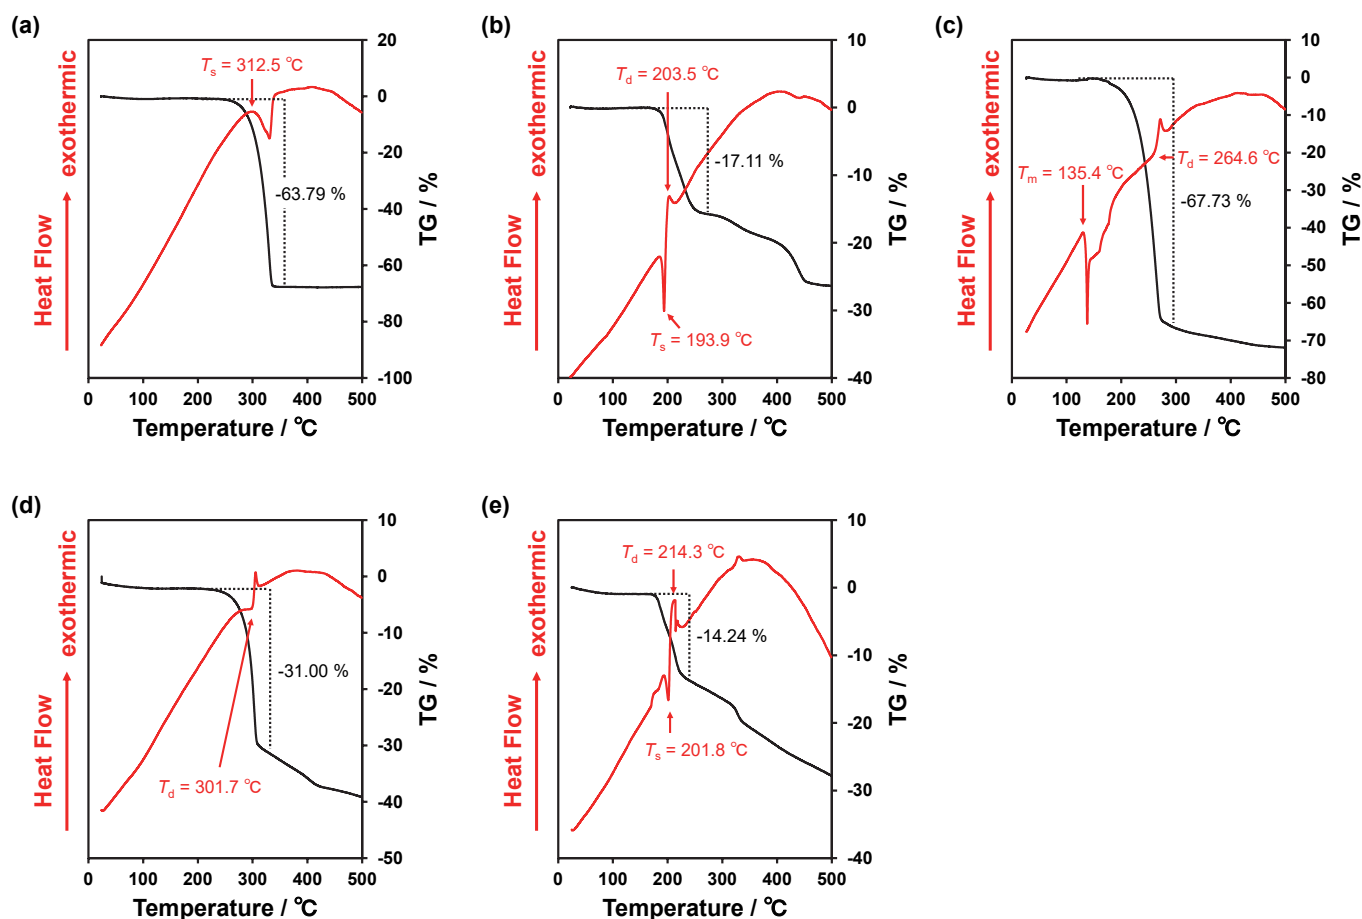 (a)
Heat Flow
exothermic
Ts = 312.5 ℃
-63.79 %
20
0
-20
-40
-60
-80
-100
TG / %
0 100 200 300 400 500
Temperature / ℃
(b)
Heat Flow
exothermic
Td = 203.5 ℃
-17.11 %
Ts = 193.9 ℃
10
0
-10
-20
-30
-40
TG / %
0 100 200 300 400 500
Temperature / ℃
(c)
Heat Flow
exothermic
Tm = 135.4 ℃
Td = 264.6 ℃
-67.73 %
10
0
-10
-20
-30
-40
-50
-60
-70
-80
TG / %
0 100 200 300 400 500
Temperature / ℃
(d)
Heat Flow
exothermic
-31.00 %
Td = 301.7 ℃
10
0
-10
-20
-30
-40
-50
TG / %
0 100 200 300 400 500
Temperature / ℃
(e)
Heat Flow
exothermic
Td = 214.3 ℃
-14.24 %
Ts = 201.8 ℃
10
0
-10
-20
-30
-40
TG / %
0 100 200 300 400 500
Temperature / ℃